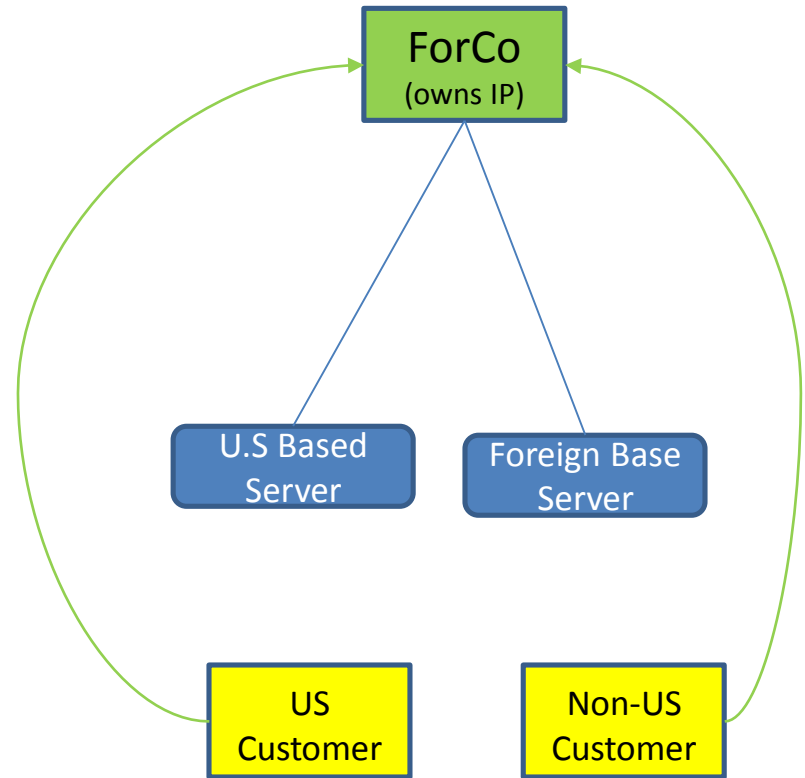 ForCo
(owns IP)
U.S Based
Server
Foreign Base
Server
US
Customer
Non-US
Customer